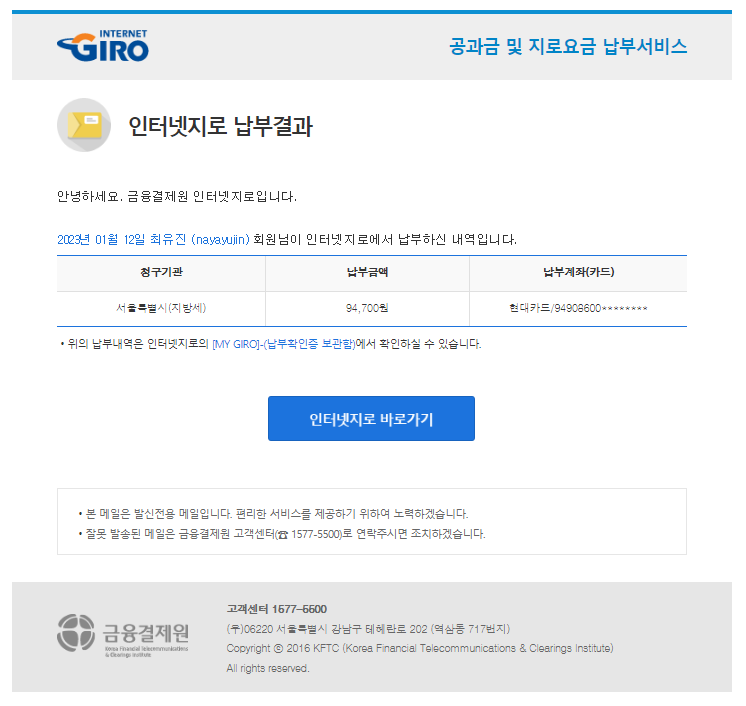 INTERNET
GIRO
공과금 및 지로요금 납부서비스
인터넷지로 납부결과
안녕하세요. 금융결제원 인터넷지로입니다.
2023년 01월 12일 최유진 (nayayujin) 회원님이 인터넷지로에서 납부하신 내역입니다.
청구기관 납부금액 납부계좌(카드)
서울특별시(지방세) 94,700원 현대카드/94908600********
• 위의 납부내역은 인터넷지로의 [MY GIRO]-(납부확인증 보관함)에서 확인하실 수 있습니다.
인터넷지로 바로가기
• 본 메일은 발신전용 메일입니다. 편리한 서비스를 제공하기 위하여 노력하겠습니다.
• 잘못 발송된 메일은 금융결제원 고객센터(☎ 1577-5500)로 연락주시면 조치하겠습니다.
금융결제원
Korea Financial Telecommunications
& Clearings Institute
고객센터 1577-5500
(우)06220 서울특별시 강남구 테헤란로 202 (역삼동 717번지)
Copyright ⓒ 2016 KFTC (Korea Financial Telecommunications & Clearings Institute)
All rights reserved.